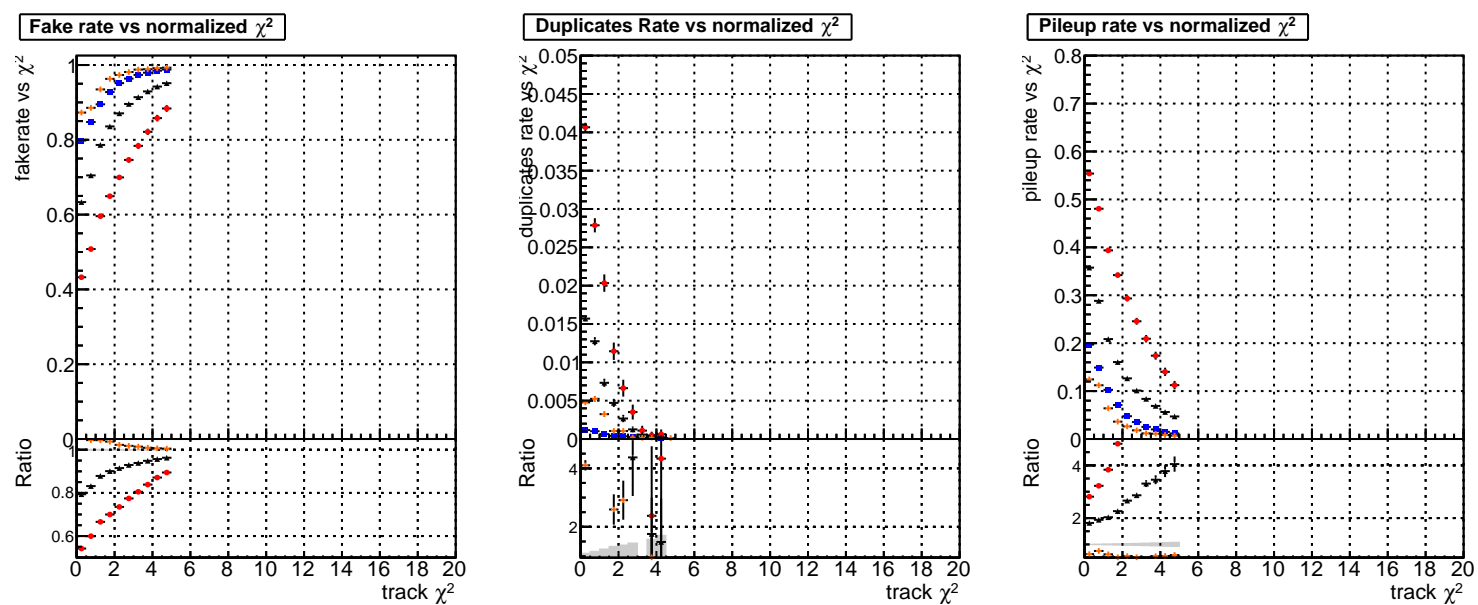 Fake rate vs normalized χ²
fakerate vs χ²
1
0.8
0.6
0.4
0.2
0
Ratio
1
0.8
0.6
0 2 4 6 8 10 12 14 16 18 20
track χ²
Duplicates Rate vs normalized χ²
duplicates rate vs χ²
0.05
0.045
0.04
0.035
0.03
0.025
0.02
0.015
0.01
0.005
0
Ratio
4
2
0 2 4 6 8 10 12 14 16 18 20
track χ²
Pileup rate vs normalized χ²
pileup rate vs χ²
0.8
0.7
0.6
0.5
0.4
0.3
0.2
0.1
0
Ratio
4
2
0 2 4 6 8 10 12 14 16 18 20
track χ²